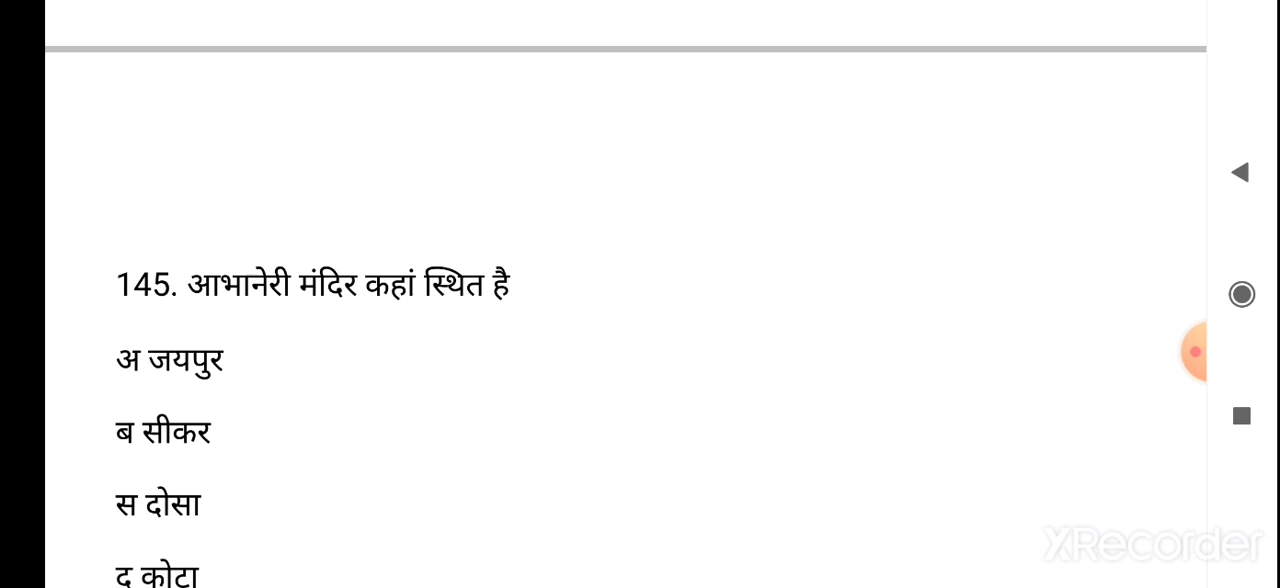 145. आभानेरी मंदिर कहां स्थित है
अ जयपुर
ब सीकर
स दोसा
द कोटा
XRecorder